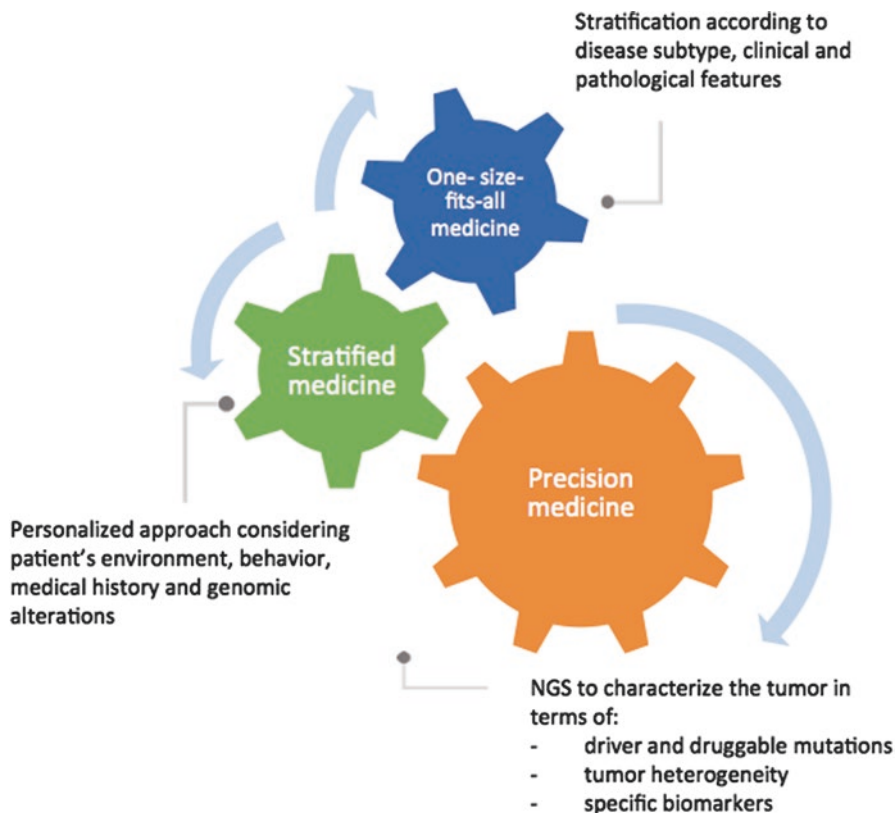 Stratification according to
disease subtype, clinical and
pathological features
One- size-
fits-all
medicine
Stratified
medicine
Precision
medicine
Personalized approach considering
patient's environment, behavior,
medical history and genomic
alterations
NGS to characterize the tumor in
terms of:
- driver and druggable mutations
- tumor heterogeneity
- specific biomarkers